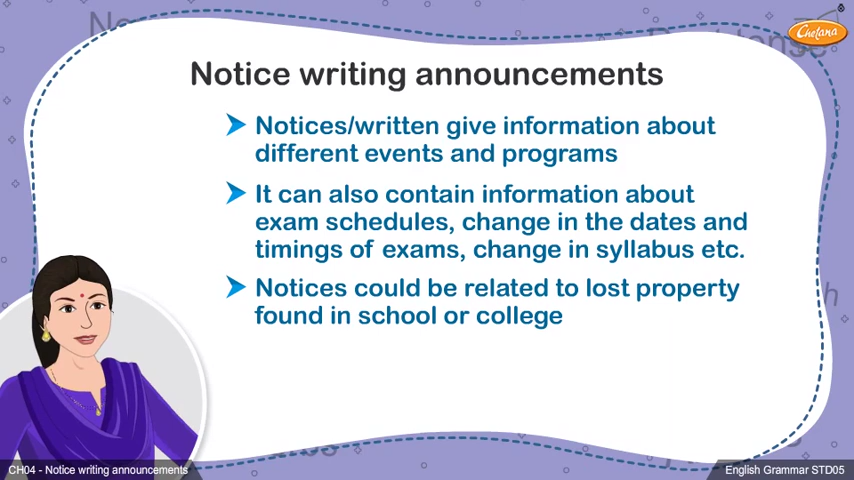 Chetana
Notice writing announcements
Notices/written give information about
different events and programs
It can also contain information about
exam schedules, change in the dates and
timings of exams, change in syllabus etc.
Notices could be related to lost property
found in school or college
CH04 - Notice writing announcements
English Grammar STD05